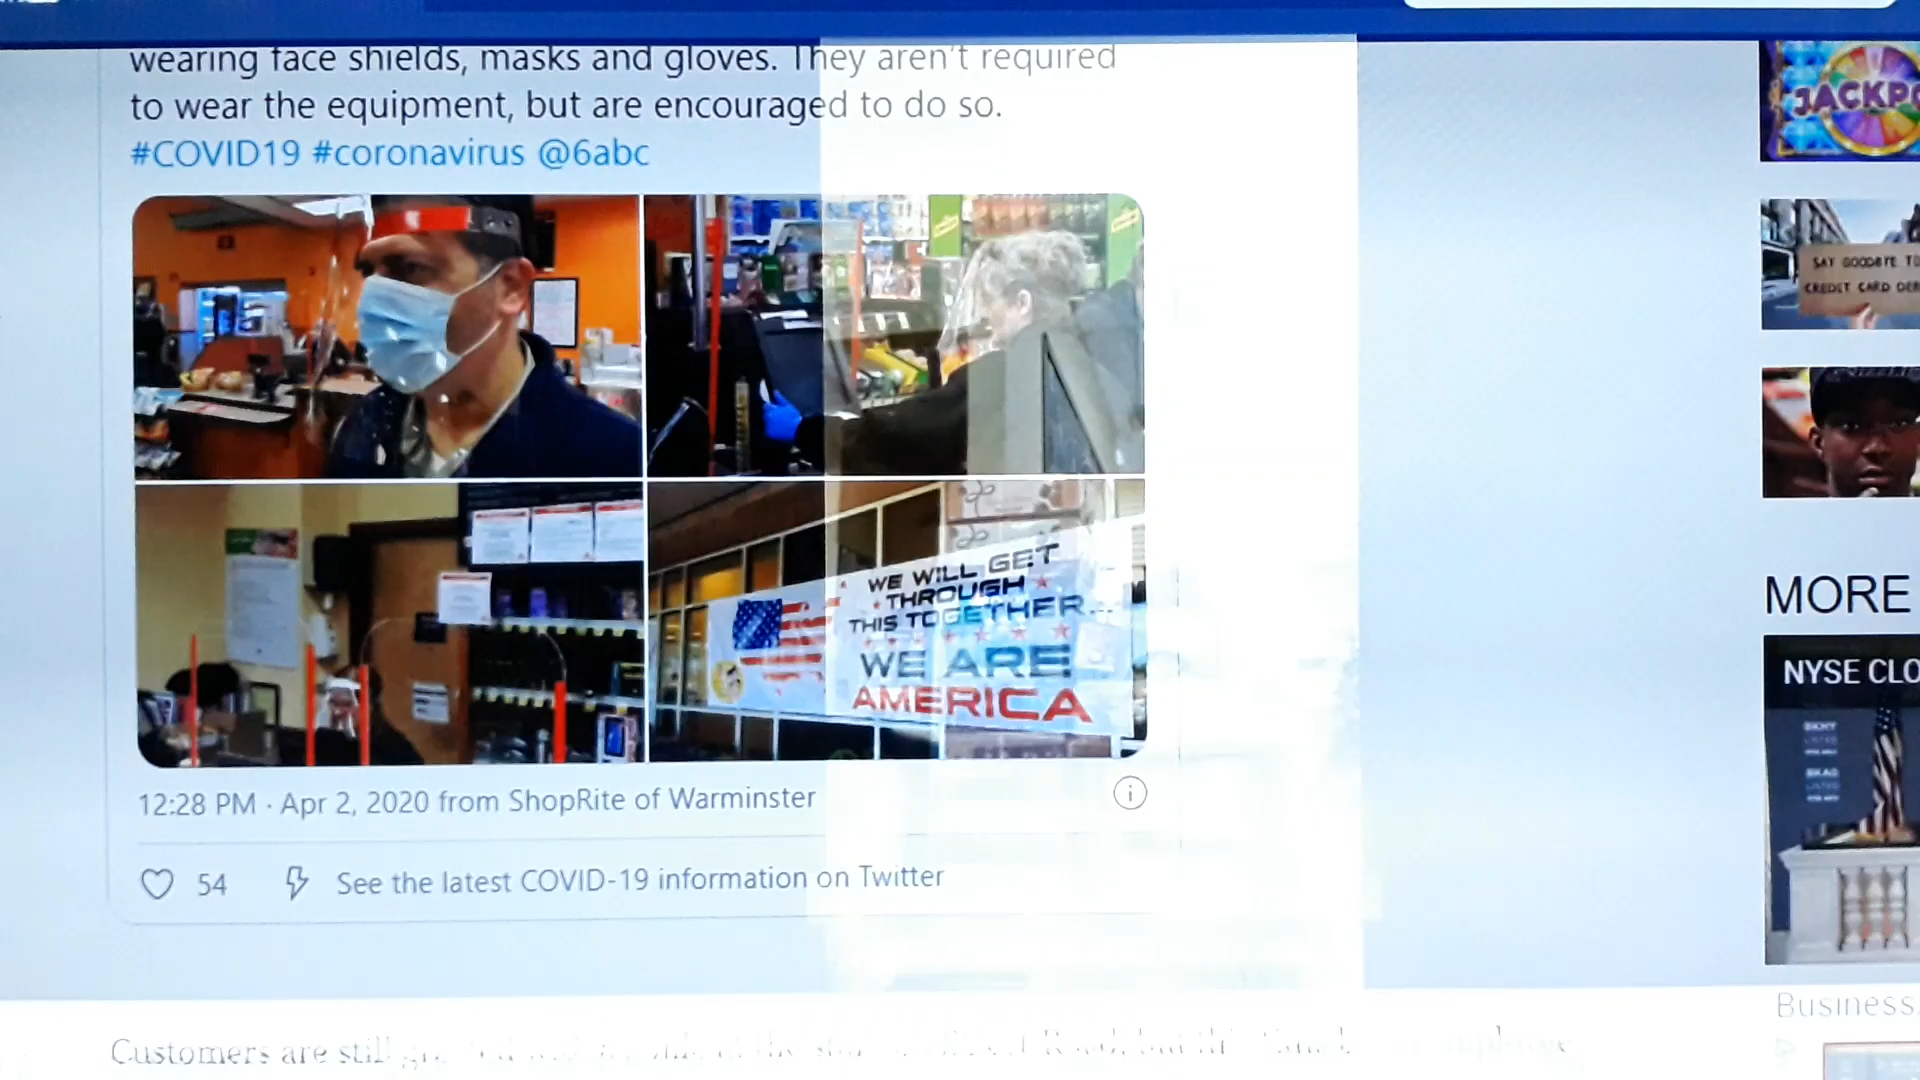 wearing face shields, masks and gloves. They aren't required
to wear the equipment, but are encouraged to do so.
#COVID19 #coronavirus @6abc
WE WILL GET
THROUGH
THIS TOGETHER...
WE ARE
AMERICA
12:28 PM · Apr 2, 2020 from ShopRite of Warminster
54
See the latest COVID-19 information on Twitter
Customers are still
JACKPO
SAY GOODBYE TO
CREDIT CARD DEB
MORE
NYSE CLO
Business